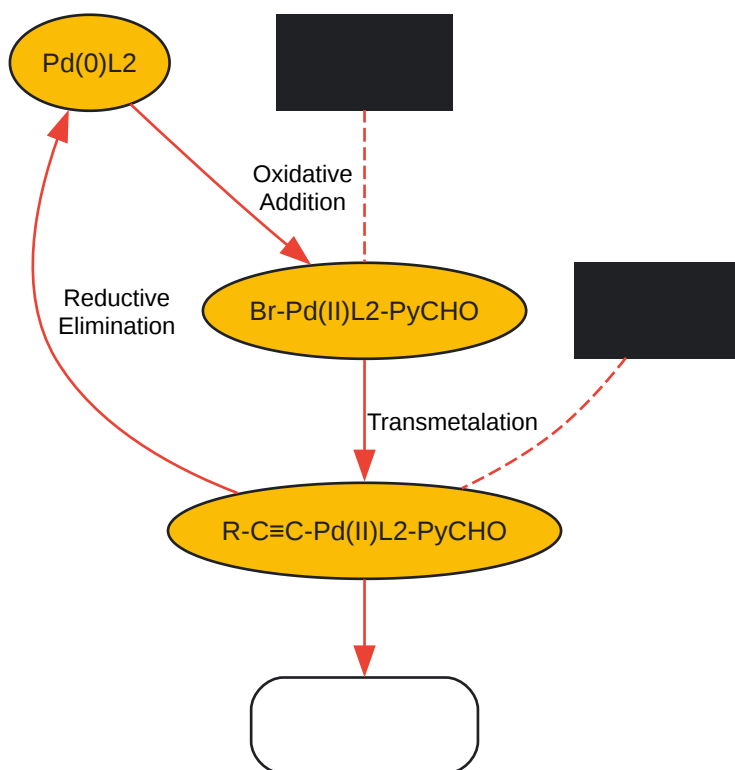 Pd(0)L2
Oxidative
Addition
Br-Pd(II)L2-PyCHO
Reductive
Elimination
Transmetalation
R-C≡C-Pd(II)L2-PyCHO